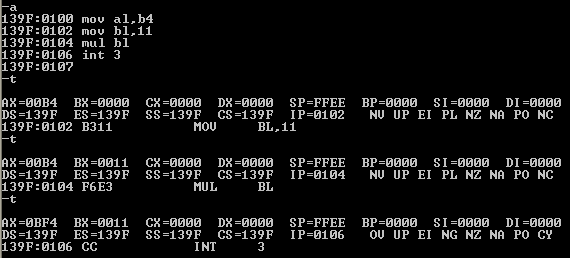 -a
139F:0100 mov al,b4
139F:0102 mov bl,11
139F:0104 mul bl
139F:0106 int 3
139F:0107
-t
AX=00B4 BX=0000 CX=0000 DX=0000 SP=FFEE BP=0000 SI=0000 DI=0000
DS=139F ES=139F SS=139F CS=139F IP=0102 NV UP EI PL NZ NA PO NC
139F:0102 B311 MOV BL,11
-t
AX=00B4 BX=0011 CX=0000 DX=0000 SP=FFEE BP=0000 SI=0000 DI=0000
DS=139F ES=139F SS=139F CS=139F IP=0104 NV UP EI PL NZ NA PO NC
139F:0104 F6E3 MUL BL
-t
AX=0BF4 BX=0011 CX=0000 DX=0000 SP=FFEE BP=0000 SI=0000 DI=0000
DS=139F ES=139F SS=139F CS=139F IP=0106 OV UP EI NG NZ NA PO CY
139F:0106 CC INT 3